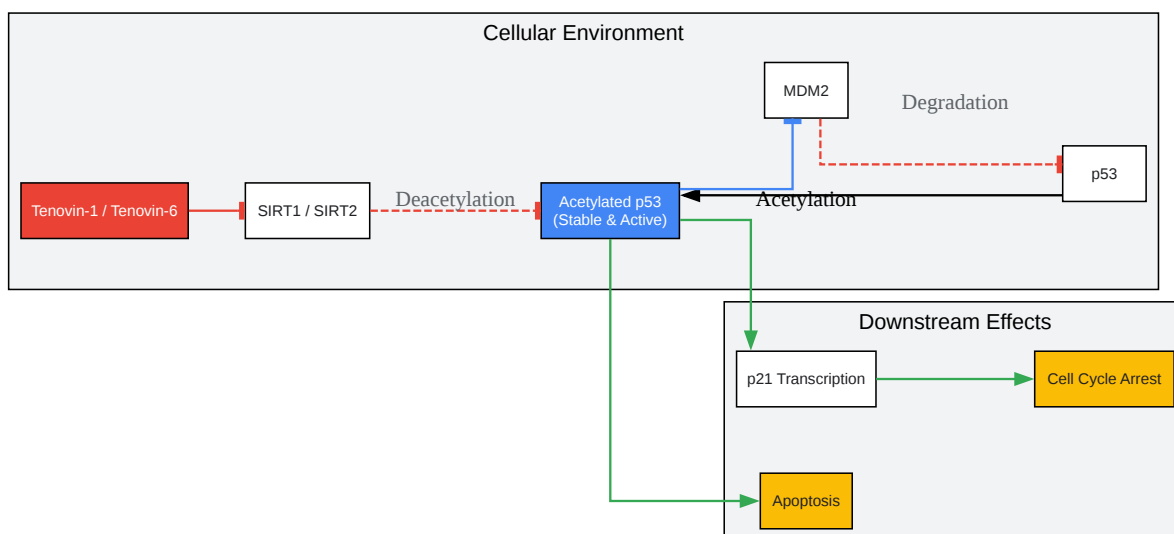 Cellular Environment
MDM2
Degradation
p53
Tenovin-1 / Tenovin-6
SIRT1 / SIRT2
Deacetylation
Acetylated p53
(Stable & Active)
Acetylation
Downstream Effects
p21 Transcription
Cell Cycle Arrest
Apoptosis